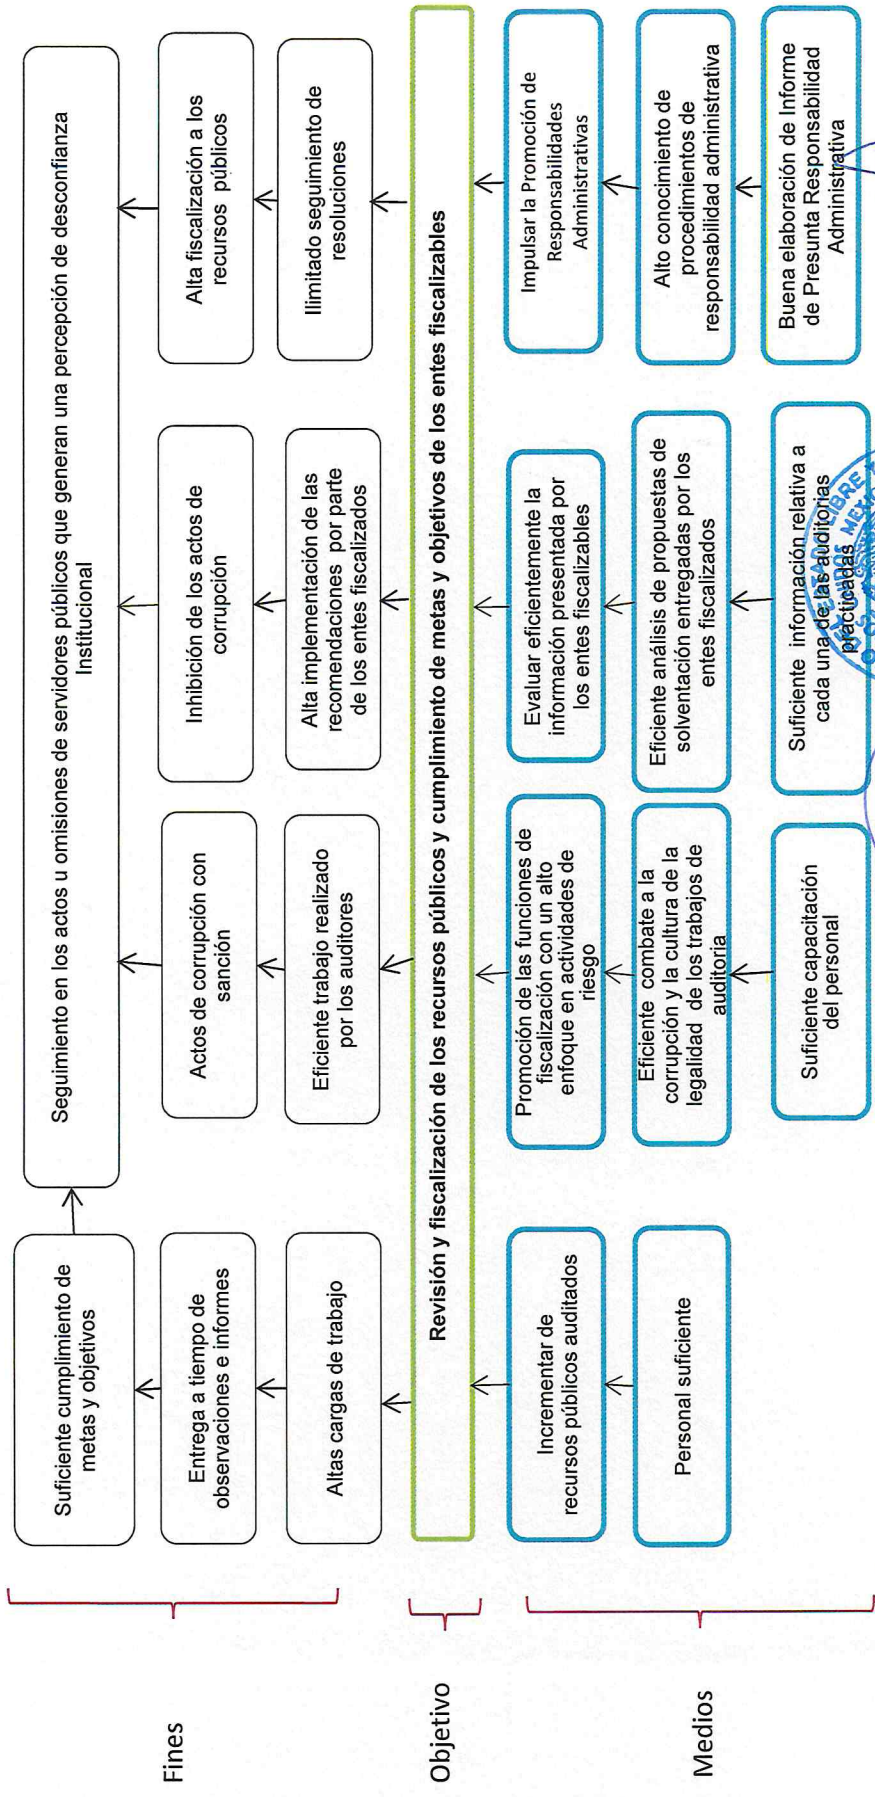 Fines
Suficiente cumplimiento de
metas y objetivos
Seguimiento en los actos u omisiones de servidores públicos que generan una percepción de desconfianza
Institucional
Entrega a tiempo de
observaciones e informes
Actos de corrupción con
sanción
Inhibición de los actos de
corrupción
Alta fiscalización a los
recursos públicos
Altas cargas de trabajo
Eficiente trabajo realizado
por los auditores
Alta implementación de las
recomendaciones por parte
de los entes fiscalizados
Ilimitado seguimiento de
resoluciones
Objetivo
Revisión y fiscalización de los recursos públicos y cumplimiento de metas y objetivos de los entes fiscalizables
Medios
Incrementar de
recursos públicos auditados
Promoción de las funciones de
fiscalización con un alto
enfoque en actividades de
riesgo
Evaluar eficientemente la
información presentada por
los entes fiscalizables
Impulsar la Promoción de
Responsabilidades
Administrativas
Personal suficiente
Eficiente combate a la
corrupción y la cultura de la
legalidad de los trabajos de
auditoria
Eficiente análisis de propuestas de
solventación entregadas por los
entes fiscalizados
Alto conocimiento de
procedimientos de
responsabilidad administrativa
Suficiente capacitación
del personal
Suficiente información relativa a
cada una de las auditorias
practicadas
Buena elaboración de Informe
de Presunta Responsabilidad
Administrativa
LIBRE